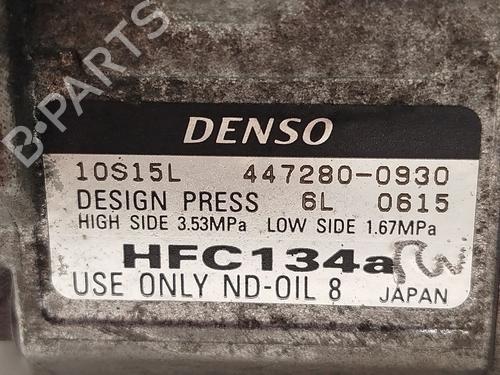 B-PARTS
DENSO
10S15L 447280-0930
DESIGN PRESS 6L 0615
HIGH SIDE 3.53MPa LOW SIDE 1.67MPa
HFC134a
USE ONLY ND-OIL 8 JAPAN